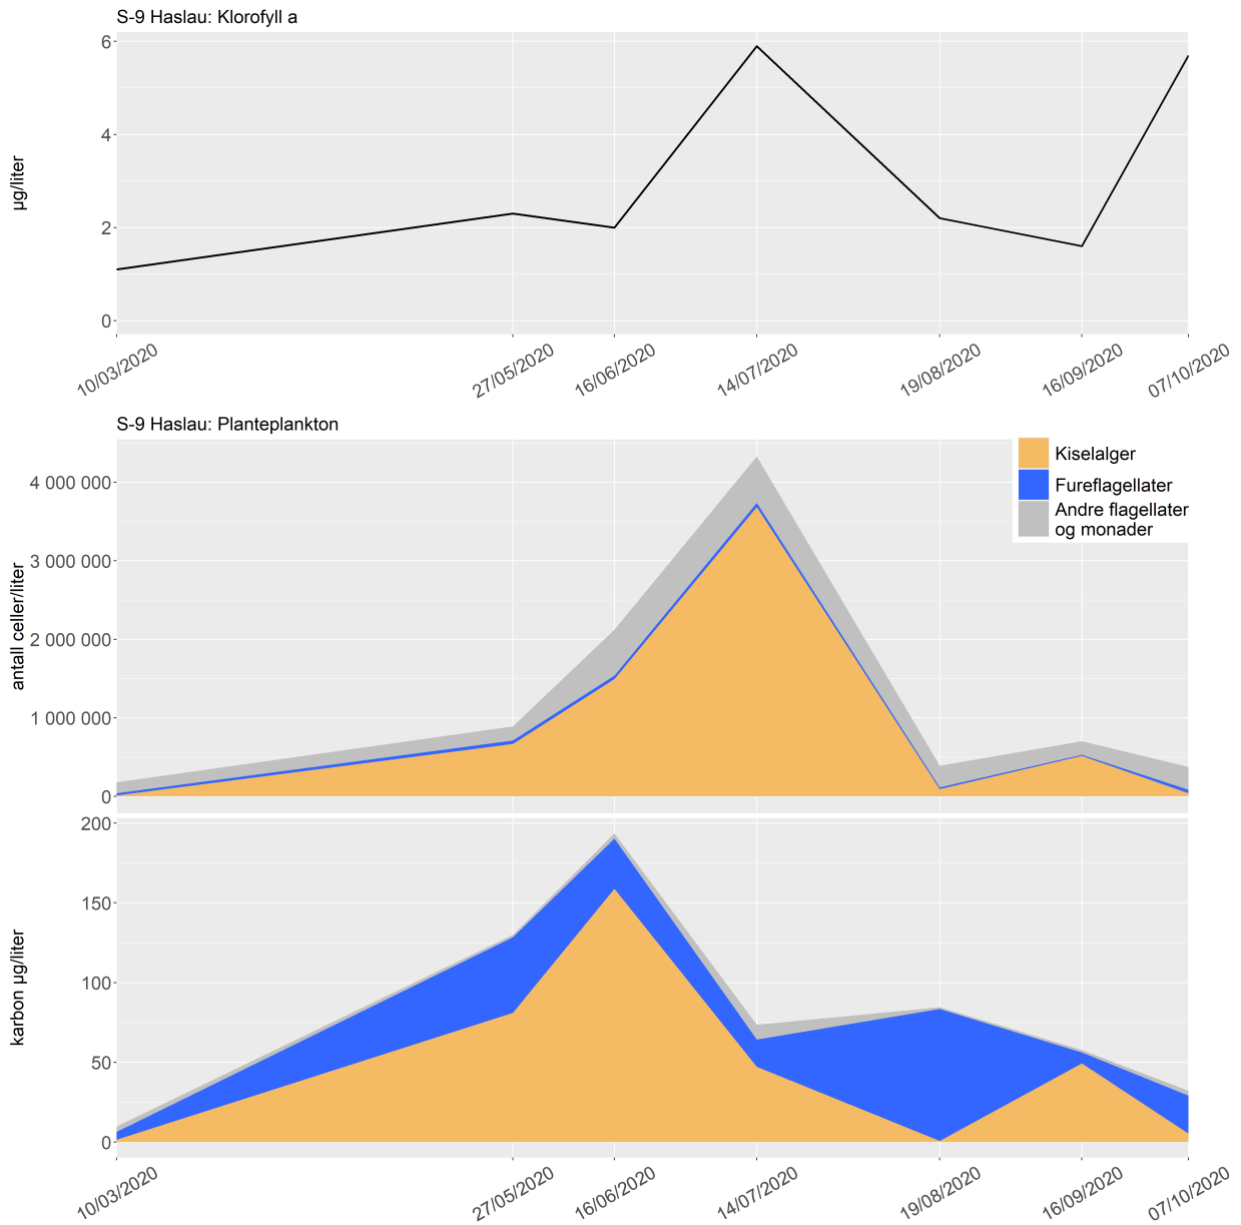 S-9 Haslau: Klorofyll a
6
4
2
0
µg/liter
10/03/2020
27/05/2020
16/06/2020
14/07/2020
19/08/2020
16/09/2020
07/10/2020
S-9 Haslau: Planteplankton
Kiselalger
Fureflagellater
Andre flagellater
og monader
4 000 000
3 000 000
2 000 000
1 000 000
0
antall celler/liter
200
150
100
50
0
karbon µg/liter
10/03/2020
27/05/2020
16/06/2020
14/07/2020
19/08/2020
16/09/2020
07/10/2020